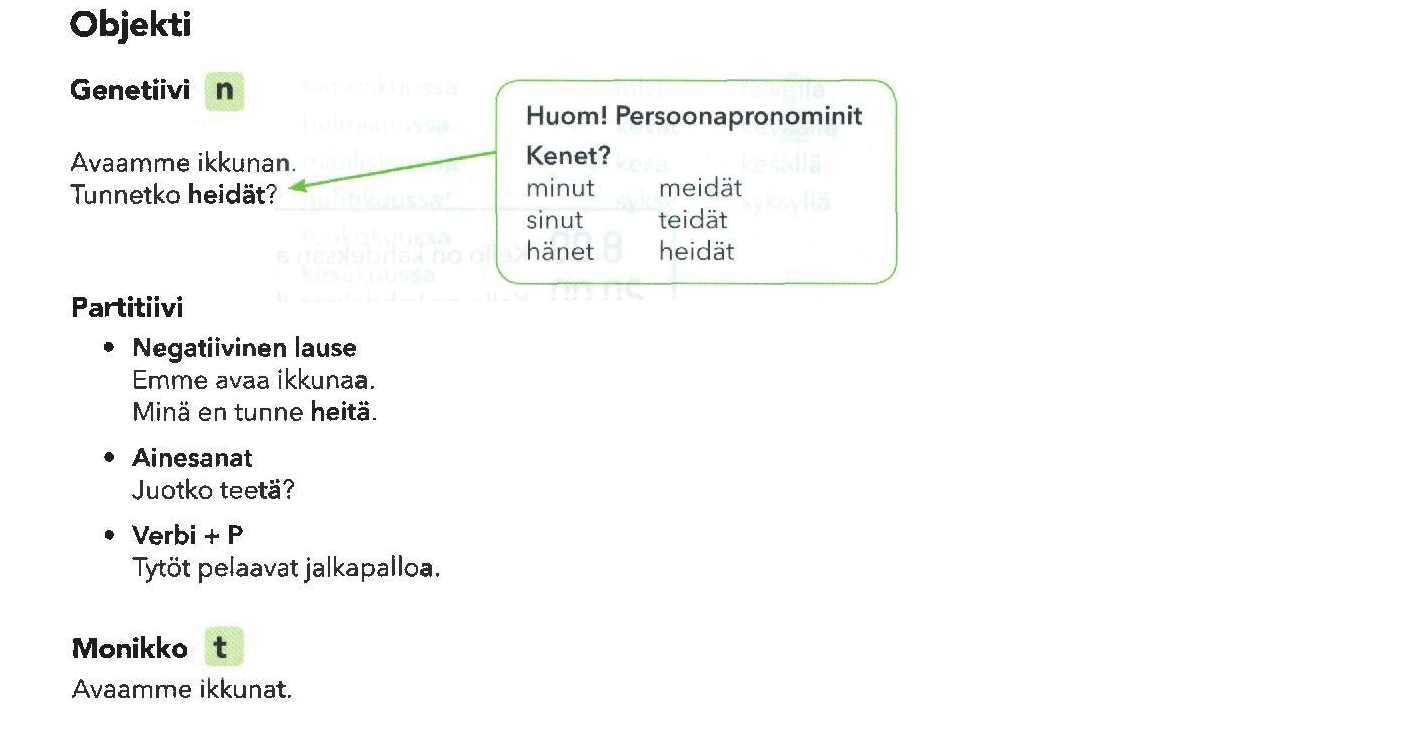 Objekti
Genetiivi n
Avaamme ikkunan.
Tunnetko heidät?
Huom! Persoonapronominit
Kenet?
minut meidät
sinut teidät
hänet heidät
Partitiivi
• Negatiivinen lause
Emme avaa ikkunaa.
Minä en tunne heitä.
• Ainesanat
Juotko teetä?
• Verbi + P
Tytöt pelaavat jalkapalloa.
Monikko t
Avaamme ikkunat.